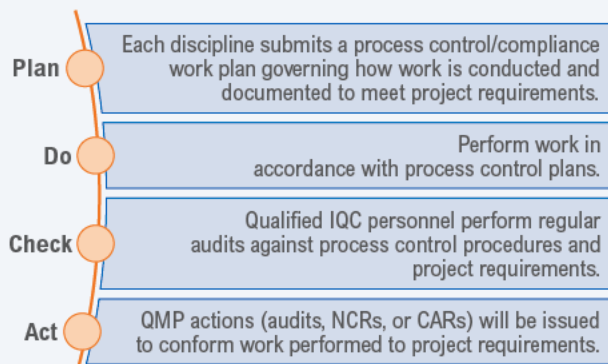 Plan
Each discipline submits a process control/compliance
work plan governing how work is conducted and
documented to meet project requirements.
Do
Perform work in
accordance with process control plans.
Check
Qualified IQC personnel perform regular
audits against process control procedures and
project requirements.
Act
QMP actions (audits, NCRs, or CARs) will be issued
to conform work performed to project requirements.